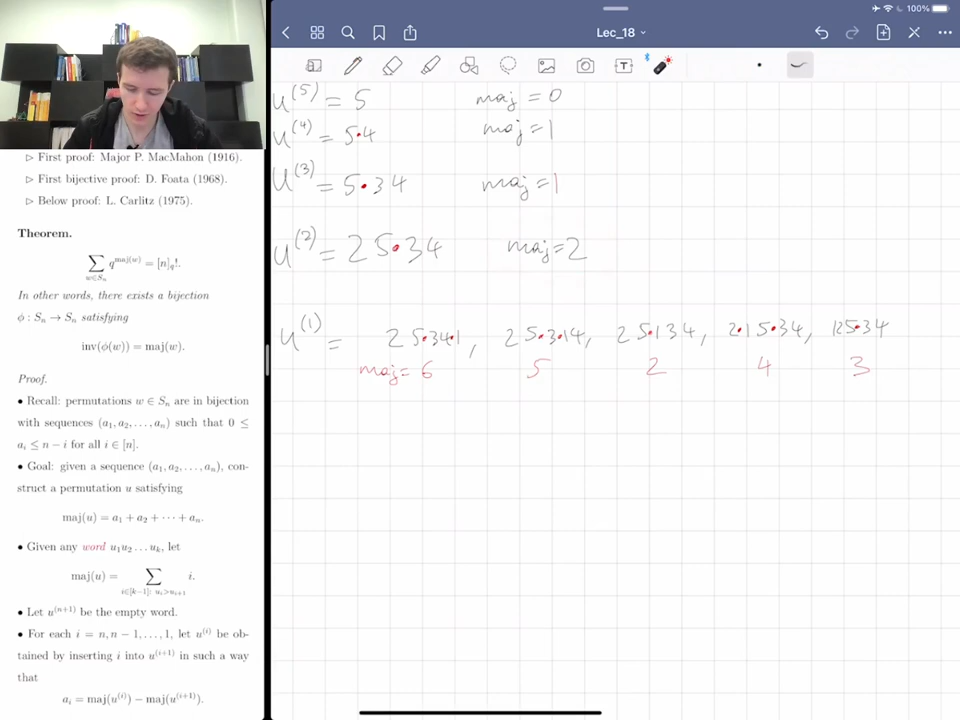 100%
Lec_18
▷ First proof: Major P. MacMahon (1916).
▷ First bijective proof: D. Foata (1968).
▷ Below proof: L. Carlitz (1975).
Theorem.
∑_{w∈S_n} q^{maj(w)} = [n]_q!.
In other words, there exists a bijection
ϕ : S_n → S_n satisfying
inv(ϕ(w)) = maj(w).
Proof.
• Recall: permutations w ∈ S_n are in bijection
with sequences (a_1, a_2, . . . , a_n) such that 0 ≤
a_i ≤ n − i for all i ∈ [n].
• Goal: given a sequence (a_1, a_2, . . . , a_n), con-
struct a permutation u satisfying
maj(u) = a_1 + a_2 + · · · + a_n.
• Given any word u_1u_2 . . . u_k, let
maj(u) = ∑_{i∈[k−1]: u_i>u_{i+1}} i.
• Let u^{(n+1)} be the empty word.
• For each i = n, n − 1, . . . , 1, let u^{(i)} be ob-
tained by inserting i into u^{(i+1)} in such a way
that
a_i = maj(u^{(i)}) − maj(u^{(i+1)}).
u^{(5)} = 5 maj = 0
u^{(4)} = 5·4 maj = 1
u^{(3)} = 5·34 maj = 1
u^{(2)} = 25·34 maj = 2
u^{(1)} = 25·34·1, 25·3·14, 25·134, 2·15·34, 125·34
maj = 6 5 2 4 3